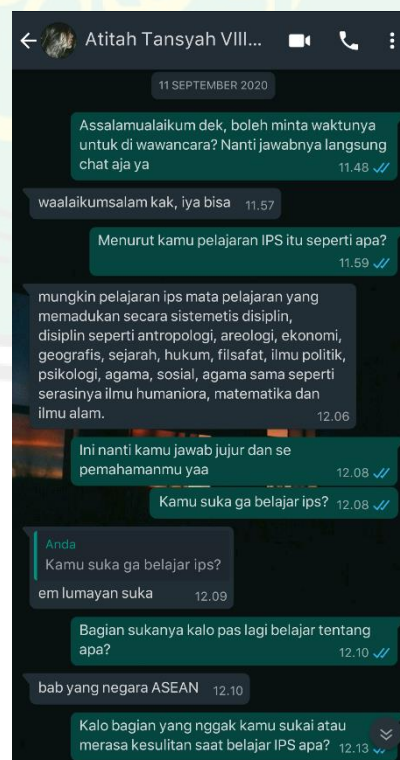 Atitah Tansyah VIII...
11 SEPTEMBER 2020
Assalamualaikum dek, boleh minta waktunya
untuk di wawancara? Nanti jawabnya langsung
chat aja ya
11.48
waalaikumsalam kak, iya bisa 11.57
Menurut kamu pelajaran IPS itu seperti apa?
11.59
mungkin pelajaran ips mata pelajaran yang
memadukan secara sistemetis disiplin,
disiplin seperti antropologi, areologi, ekonomi,
geografis, sejarah, hukum, filsafat, ilmu politik,
psikologi, agama, sosial, agama sama seperti
serasinya ilmu humaniora, matematika dan
ilmu alam. 12.06
Ini nanti kamu jawab jujur dan se
pemahamanmu yaa 12.08
Kamu suka ga belajar ips? 12.08
Anda
Kamu suka ga belajar ips?
em lumayan suka 12.09
Bagian sukanya kalo pas lagi belajar tentang
apa? 12.10
bab yang negara ASEAN 12.10
Kalo bagian yang nggak kamu sukai atau
merasa kesulitan saat belajar IPS apa? 12.13